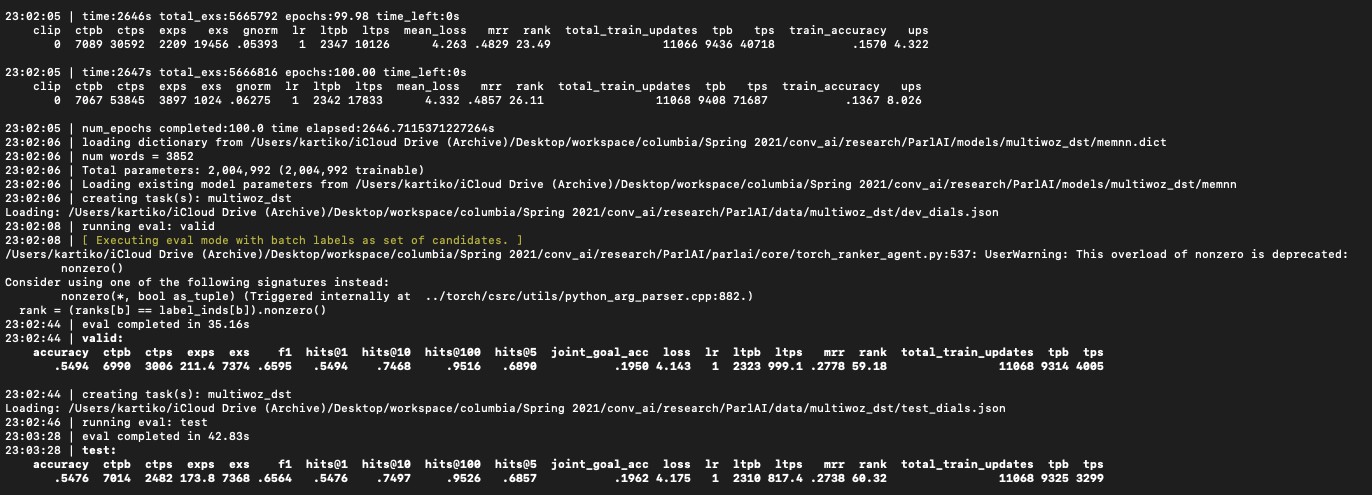 23:02:05 | time:2646s total_exs:5665792 epochs:99.98 time_left:0s
clip ctpb ctps exps exs gnorm lr ltpb ltps mean_loss mrr rank total_train_updates tpb tps train_accuracy ups
0 7089 30592 2209 19456 .05393 1 2347 10126 4.263 .4829 23.49 11066 9436 40718 .1570 4.322
23:02:05 | time:2647s total_exs:5666816 epochs:100.00 time_left:0s
clip ctpb ctps exps exs gnorm lr ltpb ltps mean_loss mrr rank total_train_updates tpb tps train_accuracy ups
0 7067 53845 3897 1024 .06275 1 2342 17833 4.332 .4857 26.11 11068 9408 71687 .1367 8.026
23:02:05 | num_epochs completed:100.0 time elapsed:2646.7115371227264s
23:02:06 | loading dictionary from /Users/kartiko/iCloud Drive (Archive)/Desktop/workspace/columbia/Spring 2021/conv_ai/research/ParlAI/models/multiwoz_dst/memnn.dict
23:02:06 | num words = 3852
23:02:06 | Total parameters: 2,004,992 (2,004,992 trainable)
23:02:06 | Loading existing model parameters from /Users/kartiko/iCloud Drive (Archive)/Desktop/workspace/columbia/Spring 2021/conv_ai/research/ParlAI/models/multiwoz_dst/memnn
23:02:06 | creating task(s): multiwoz_dst
Loading: /Users/kartiko/iCloud Drive (Archive)/Desktop/workspace/columbia/Spring 2021/conv_ai/research/ParlAI/data/multiwoz_dst/dev_dials.json
23:02:08 | running eval: valid
23:02:08 | [ Executing eval mode with batch labels as set of candidates. ]
/Users/kartiko/iCloud Drive (Archive)/Desktop/workspace/columbia/Spring 2021/conv_ai/research/ParlAI/parlai/core/torch_ranker_agent.py:537: UserWarning: This overload of nonzero is deprecated:
nonzero()
Consider using one of the following signatures instead:
nonzero(*, bool as_tuple) (Triggered internally at  ../torch/csrc/utils/python_arg_parser.cpp:882.)
rank = (ranks[b] == label_inds[b]).nonzero()
23:02:44 | eval completed in 35.16s
23:02:44 | valid:
accuracy ctpb ctps exps exs f1 hits@1 hits@10 hits@100 hits@5 joint_goal_acc loss lr ltpb ltps mrr rank total_train_updates tpb tps
.5494 6990 3006 211.4 7374 .6595 .5494 .7468 .9516 .6890 .1950 4.143 1 2323 999.1 .2778 59.18 11068 9314 4005
23:02:44 | creating task(s): multiwoz_dst
Loading: /Users/kartiko/iCloud Drive (Archive)/Desktop/workspace/columbia/Spring 2021/conv_ai/research/ParlAI/data/multiwoz_dst/test_dials.json
23:02:46 | running eval: test
23:03:28 | eval completed in 42.83s
23:03:28 | test:
accuracy ctpb ctps exps exs f1 hits@1 hits@10 hits@100 hits@5 joint_goal_acc loss lr ltpb ltps mrr rank total_train_updates tpb tps
.5476 7014 2482 173.8 7368 .6564 .5476 .7497 .9526 .6857 .1962 4.175 1 2310 817.4 .2738 60.32 11068 9325 3299